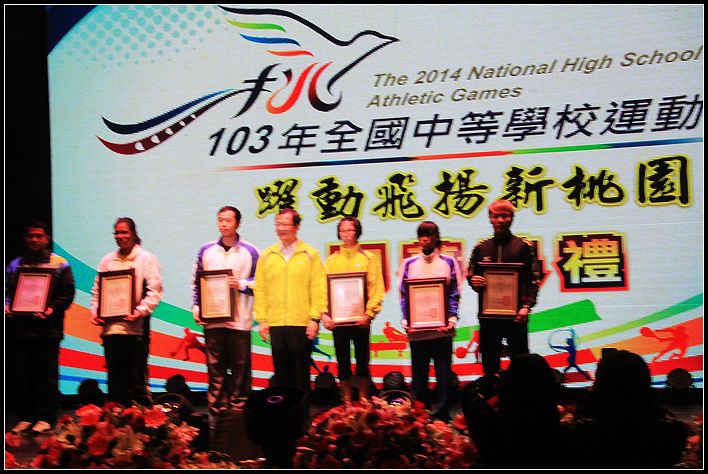 The 2014 National High School
Athletic Games
103年全國中等學校運動
躍動飛揚新桃園
禮